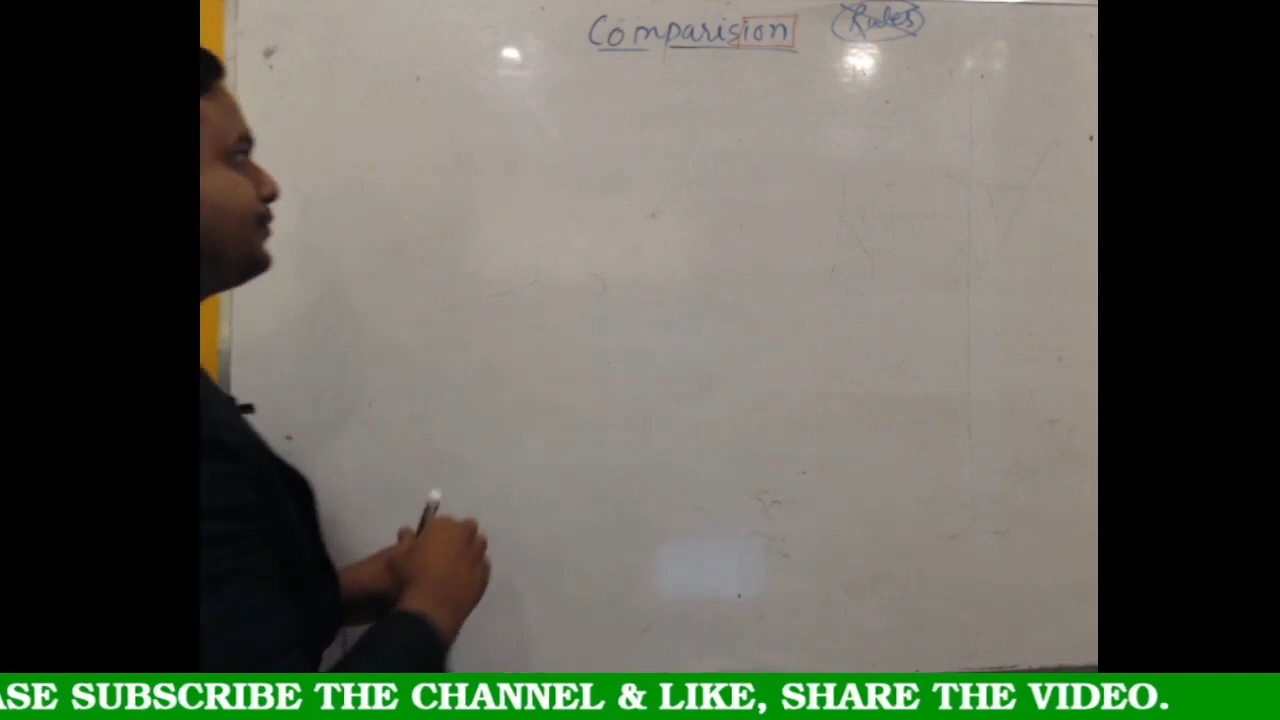 Comparision Rules
ASE SUBSCRIBE THE CHANNEL & LIKE, SHARE THE VIDEO.